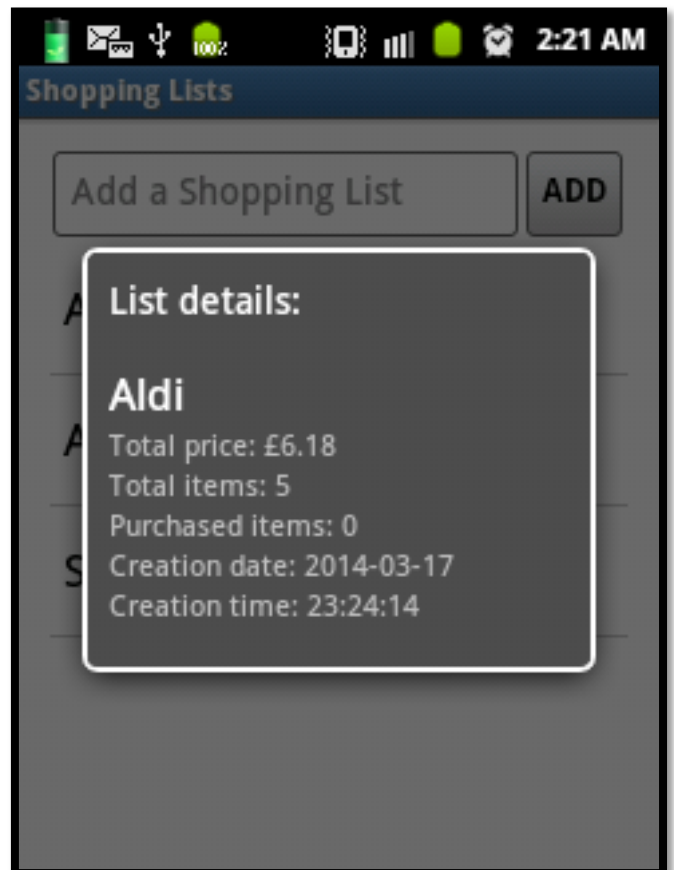 100%
2:21 AM
Shopping Lists
Add a Shopping List
ADD
List details:
A
Aldi
Total price: £6.18
A
Total items: 5
Purchased items: 0
S
Creation date: 2014-03-17
Creation time: 23:24:14